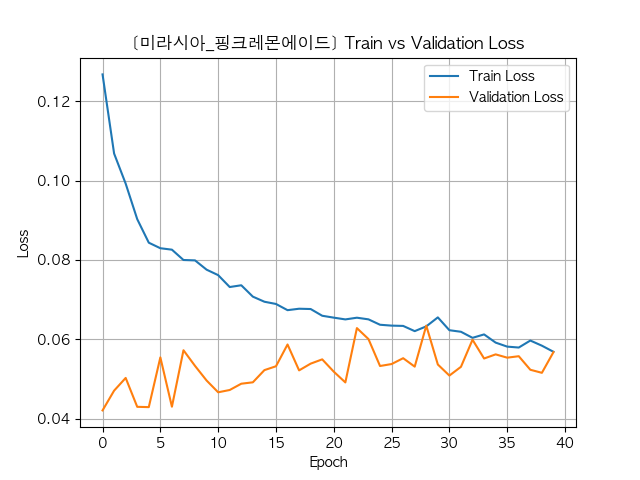 [미라시아_핑크레몬에이드] Train vs Validation Loss
Train Loss
Validation Loss
Loss
0.12
0.10
0.08
0.06
0.04
0 5 10 15 20 25 30 35 40
Epoch